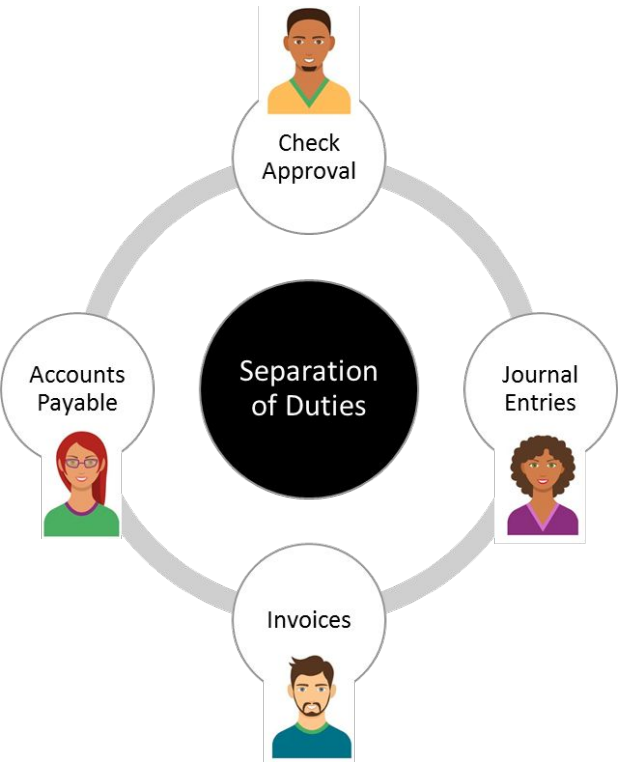 Check
Approval
Accounts
Payable
Separation
of Duties
Journal
Entries
Invoices